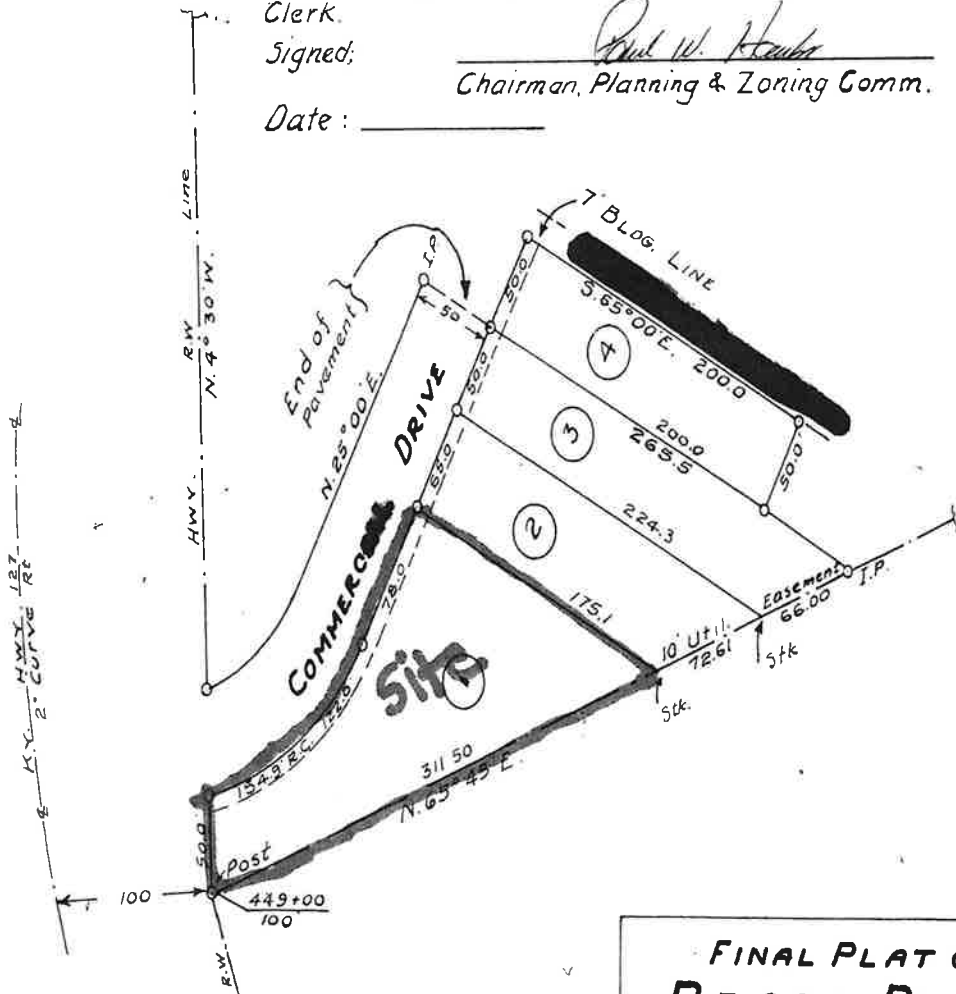 Clerk.
Signed;
Chairman, Planning & Zoning Comm.
Date :
R.W. Line
HWY. N. 4° 30' W.
KY. HWY. 127
2° CURVE Rt
7' BLDG. LINE
I.P.
50
End of
Pavement
N. 25° 00' E.
COMMERCIAL DRIVE
50.0
50.0
65.0
78.0
S. 65° 00' E. 200.0
4
50.0
200.0
265.5
3
224.3
2
175.1
Easement
I.P.
66.00
10' Util.
72.61
Stk
Stk.
Site
311.50
N. 65° 45' E.
50.0
Post
100
449+00
100
R.W.
FINAL PLAT